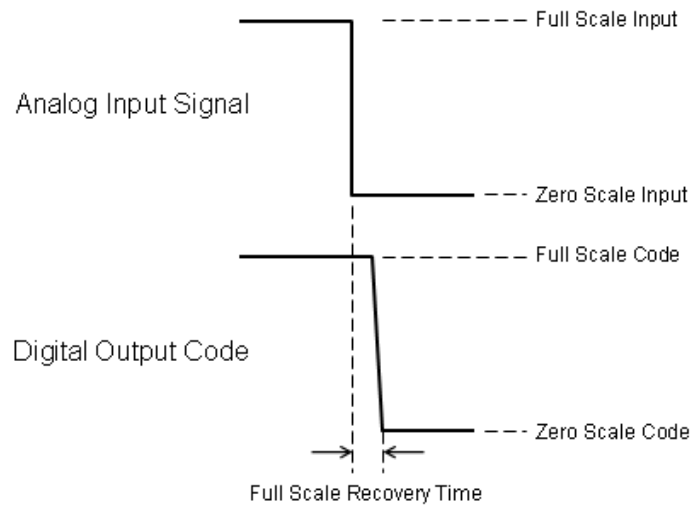 Full Scale Input
Analog Input Signal
Zero Scale Input
Full Scale Code
Digital Output Code
Zero Scale Code
Full Scale Recovery Time